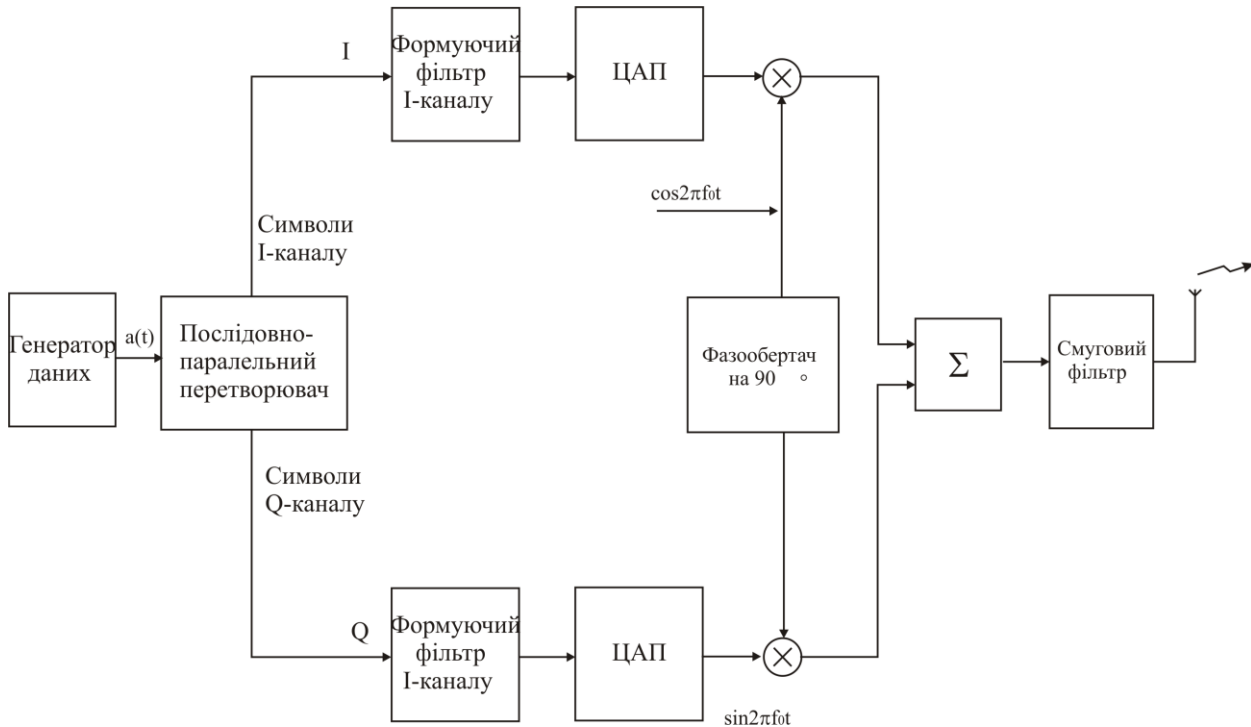 I
Формуючий
фільтр
I-каналу
ЦАП
cos2πf₀t
Символи
I-каналу
Генератор
даних
a(t)
Послідовно-
паралельний
перетворювач
Фазообертач
на 90 °
Σ
Смуговий
фільтр
Символи
Q-каналу
Q
Формуючий
фільтр
I-каналу
ЦАП
sin2πf₀t